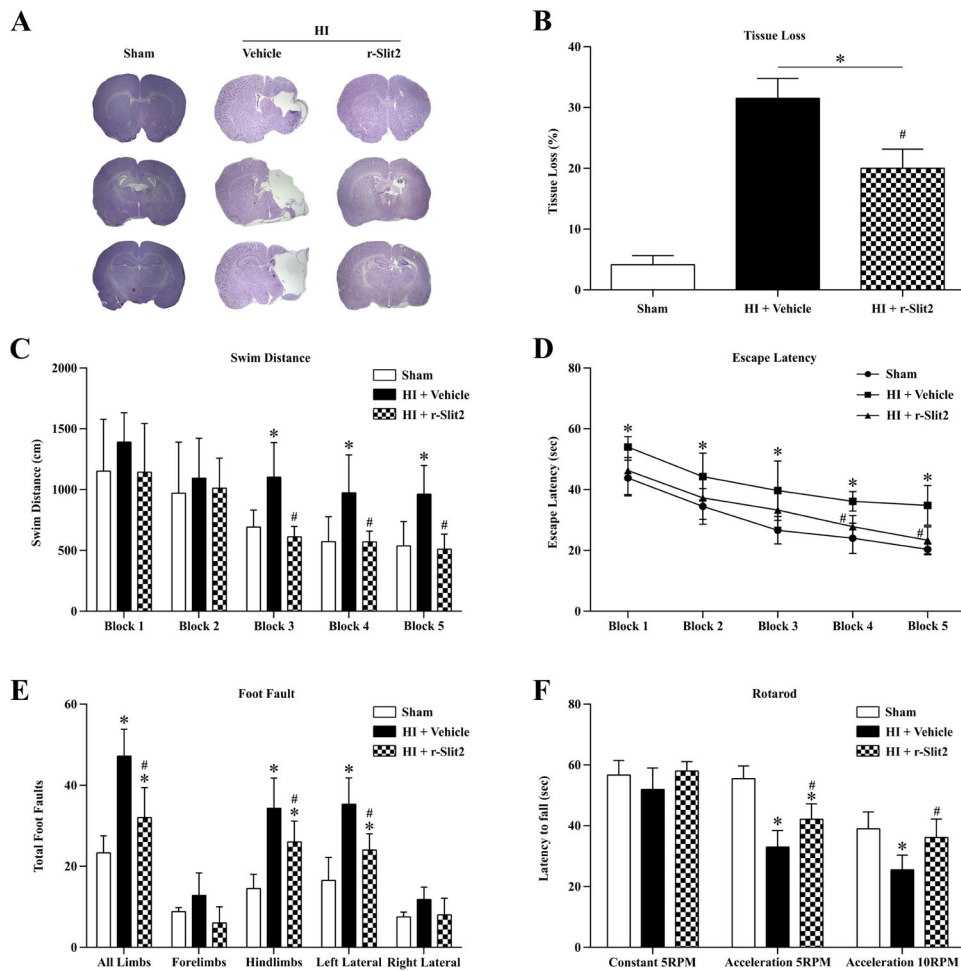 A
HI
Sham
Vehicle
r-Slit2
B
Tissue Loss
Tissue Loss (%)
40
30
20
10
0
*
#
Sham
HI + Vehicle
HI + r-Slit2
C
Swim Distance
Swim Distance (cm)
2000
1500
1000
500
0
Sham
HI + Vehicle
HI + r-Slit2
* * *
# # #
Block 1 Block 2 Block 3 Block 4 Block 5
D
Escape Latency
Escape Latency (sec)
80
60
40
20
0
Sham
HI + Vehicle
HI + r-Slit2
* * * * *
# #
Block 1 Block 2 Block 3 Block 4 Block 5
E
Foot Fault
Total Foot Faults
60
40
20
0
Sham
HI + Vehicle
HI + r-Slit2
* * *
# # #
* * *
All Limbs Forelimbs Hindlimbs Left Lateral Right Lateral
F
Rotarod
Latency to fall (sec)
80
60
40
20
0
Sham
HI + Vehicle
HI + r-Slit2
# #
* * *
Constant 5RPM Acceleration 5RPM Acceleration 10RPM